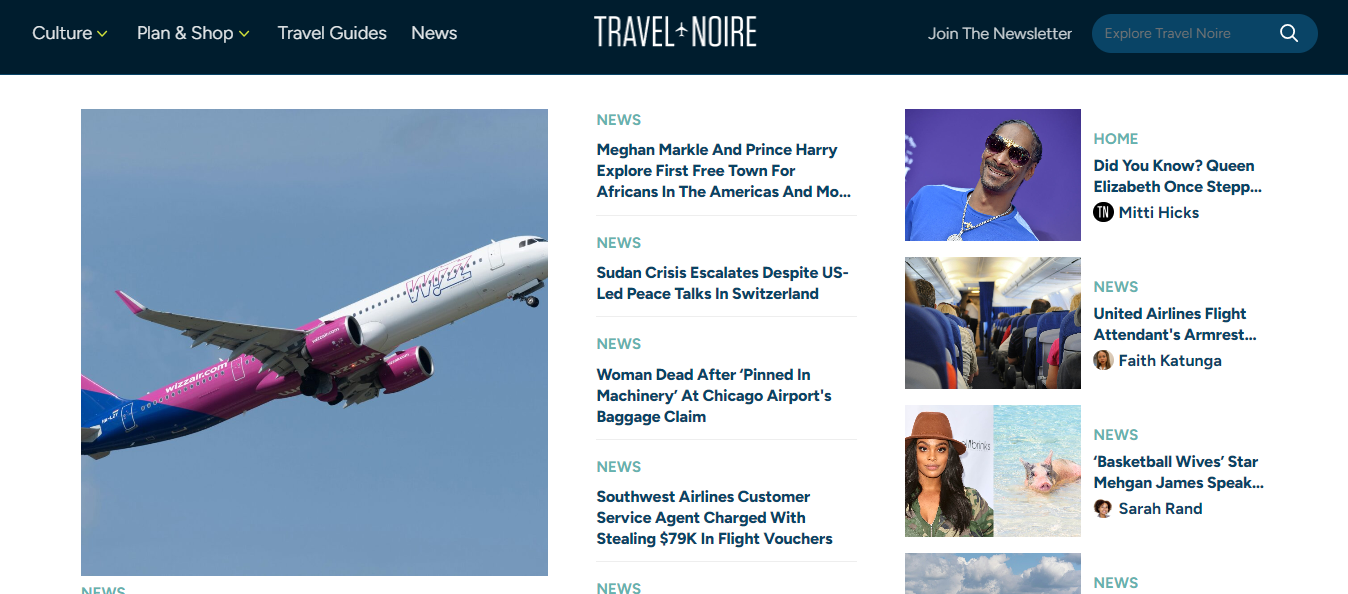 Culture
Plan & Shop
Travel Guides
News
TRAVEL NOIRE
Join The Newsletter
Explore Travel Noire
wizzair.com
WIZZ
wizzair.com
NEWS
NEWS
Meghan Markle And Prince Harry
Explore First Free Town For
Africans In The Americas And Mo...
NEWS
Sudan Crisis Escalates Despite US-
Led Peace Talks In Switzerland
NEWS
Woman Dead After ‘Pinned In
Machinery’ At Chicago Airport's
Baggage Claim
NEWS
Southwest Airlines Customer
Service Agent Charged With
Stealing $79K In Flight Vouchers
NEWS
HOME
Did You Know? Queen
Elizabeth Once Stepp...
TN Mitti Hicks
NEWS
United Airlines Flight
Attendant's Armrest...
Faith Katunga
NEWS
‘Basketball Wives’ Star
Mehgan James Speak...
Sarah Rand
NEWS